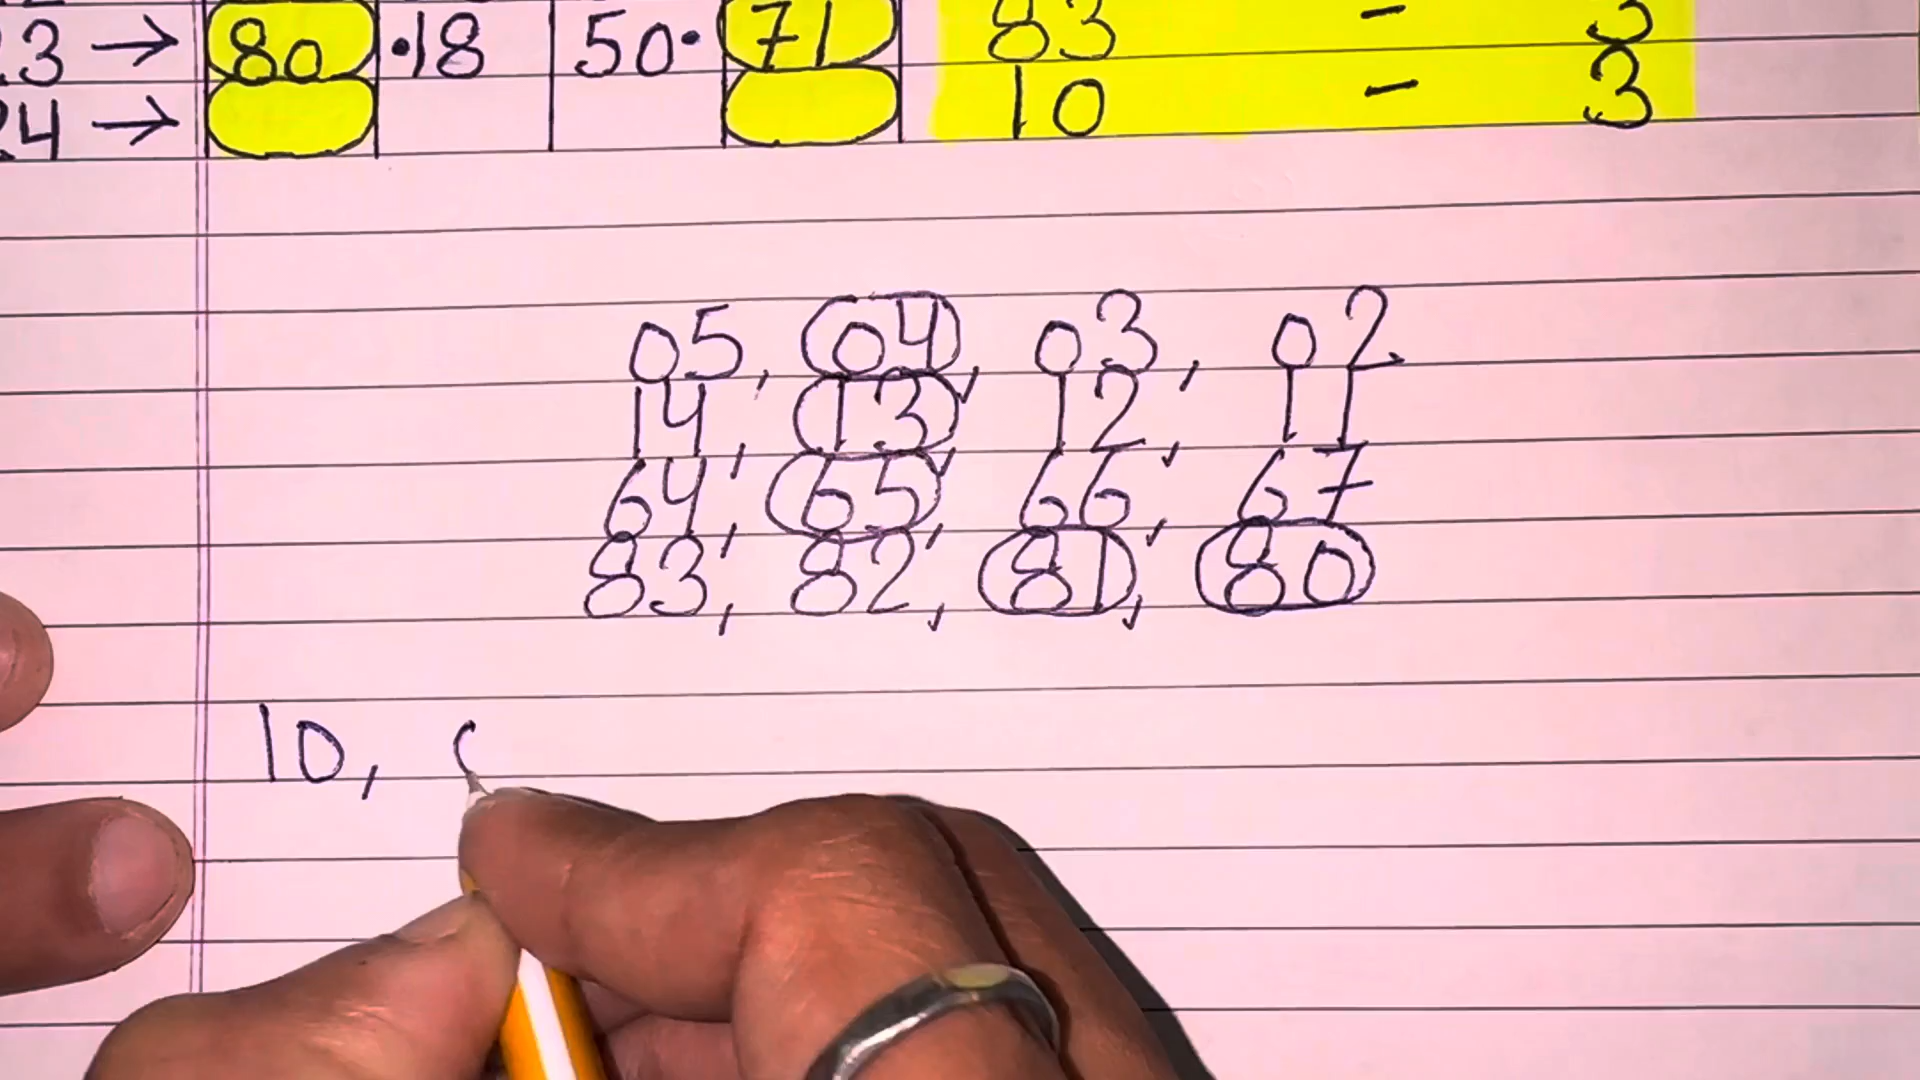 .3 → 80 •18 50• 71 83 - 3
24 → 10 - 3
05, 04, 03, 02
14, 13, 12, 11
64, 65, 66, 67
83, 82, 81, 80
10,